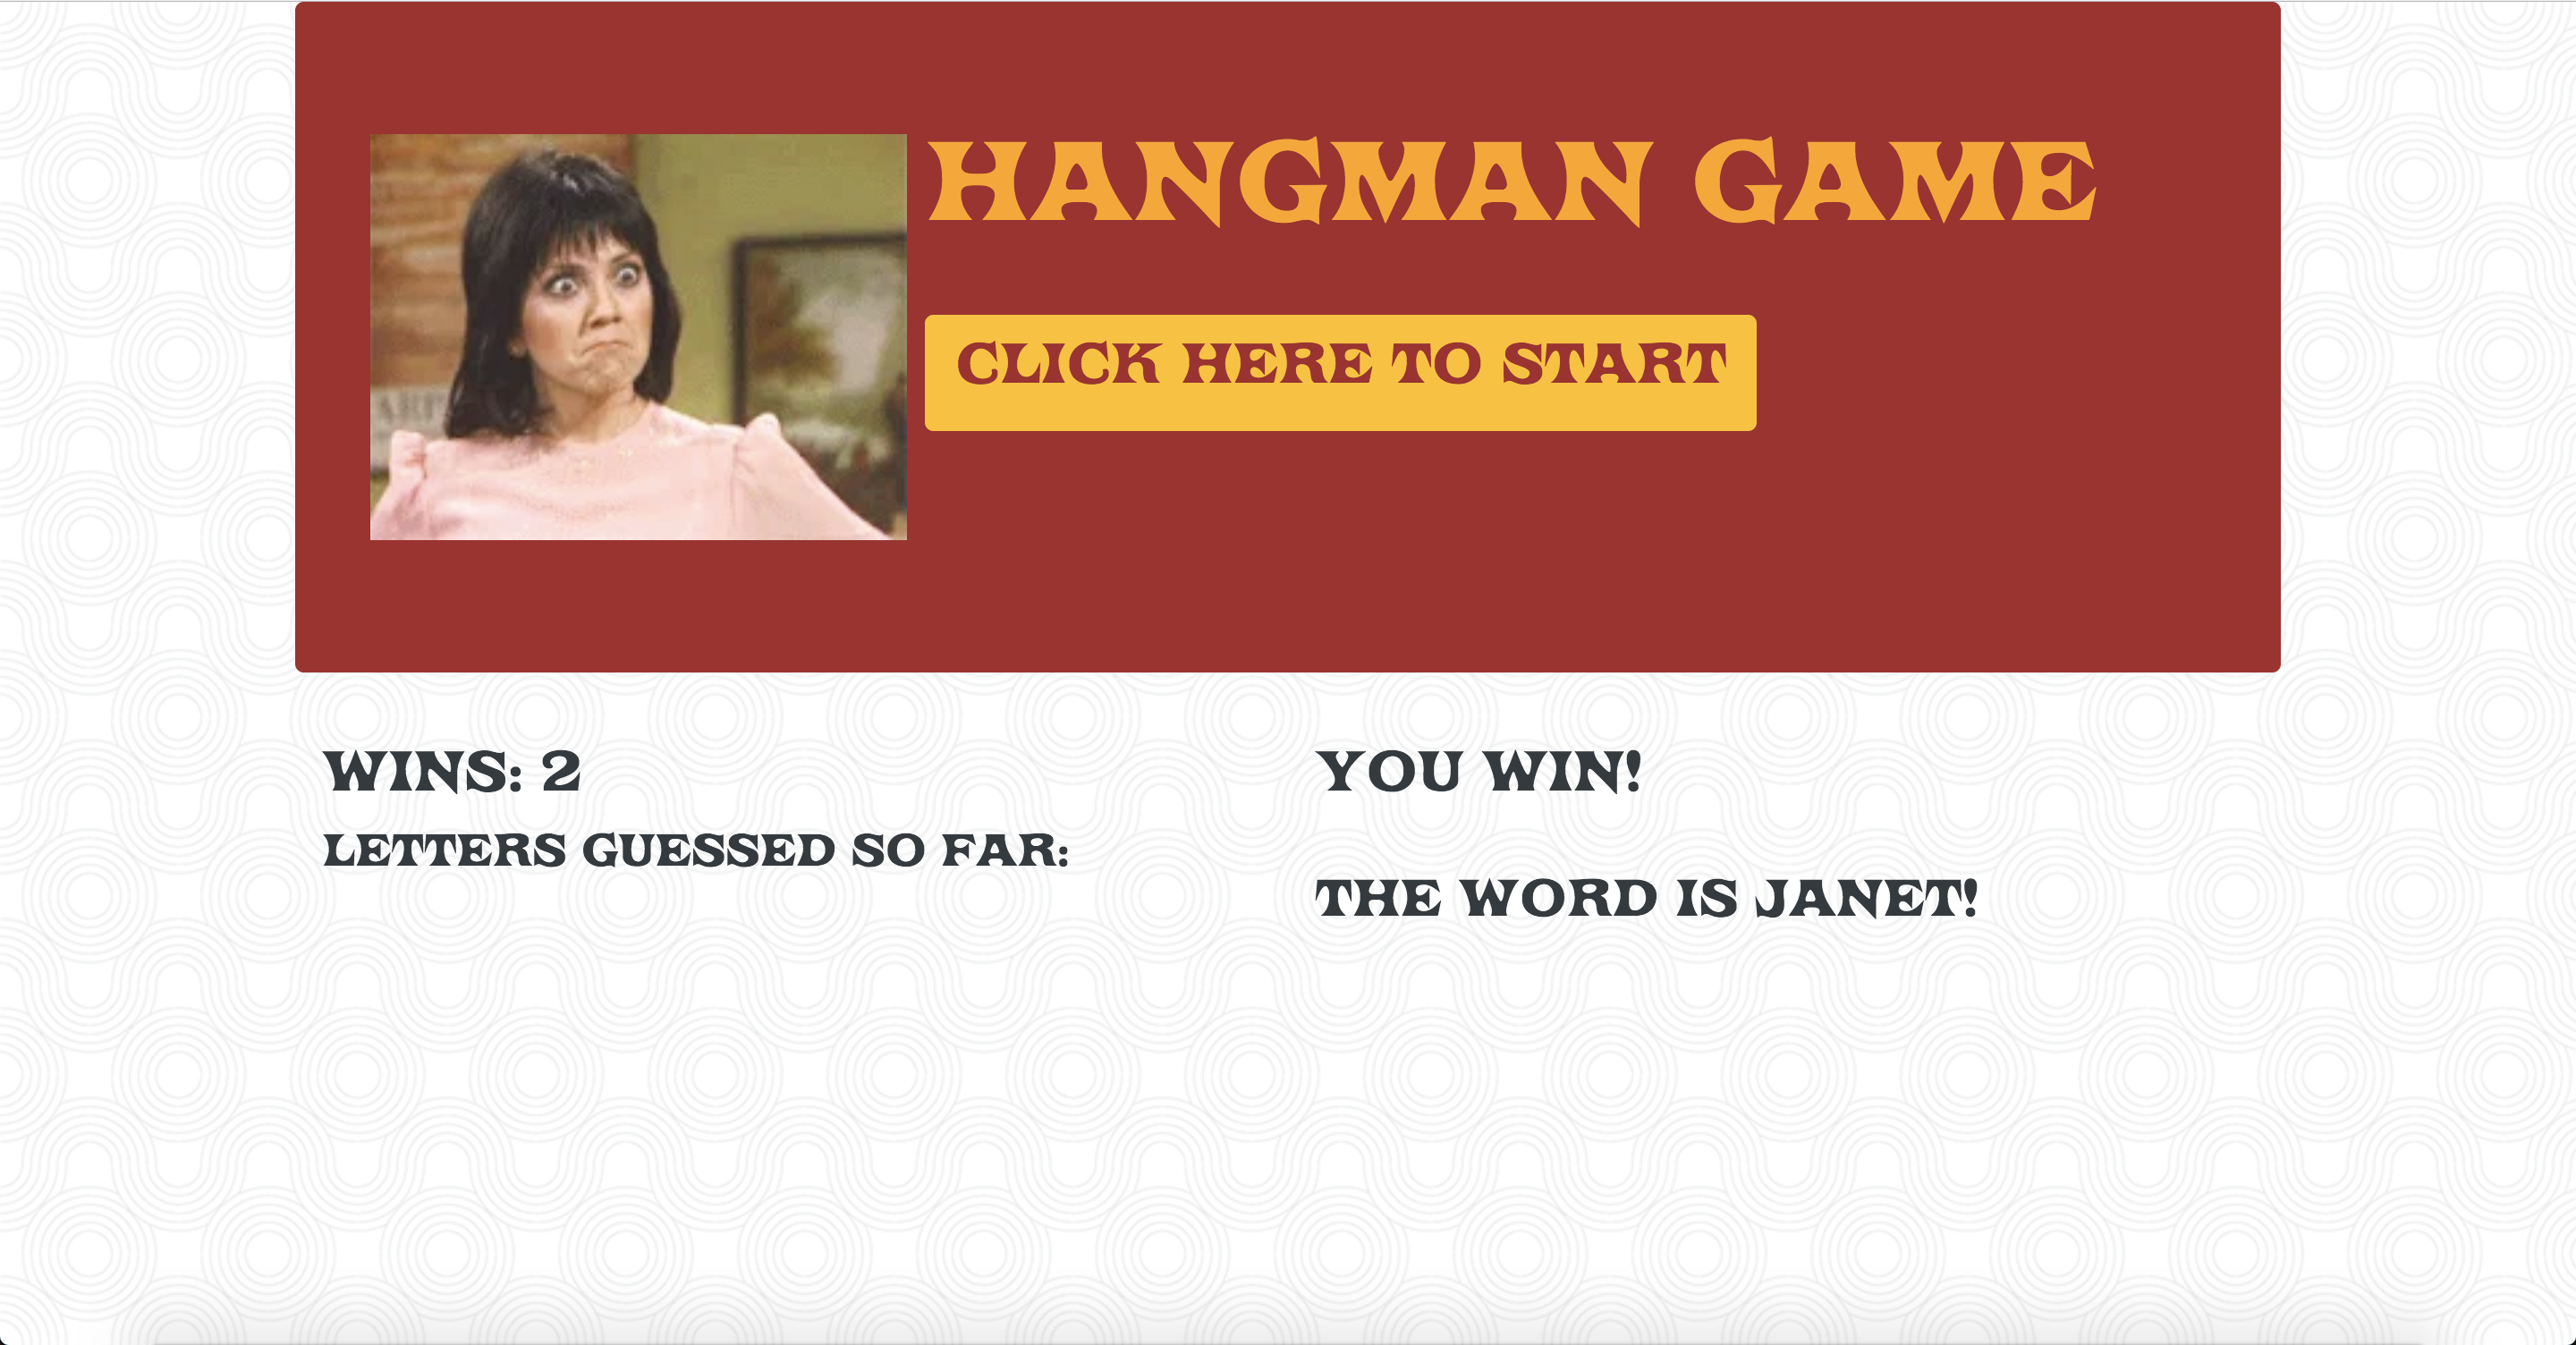 HANGMAN GAME
CLICK HERE TO START
WINS: 2
LETTERS GUESSED SO FAR:
YOU WIN!
THE WORD IS JANET!